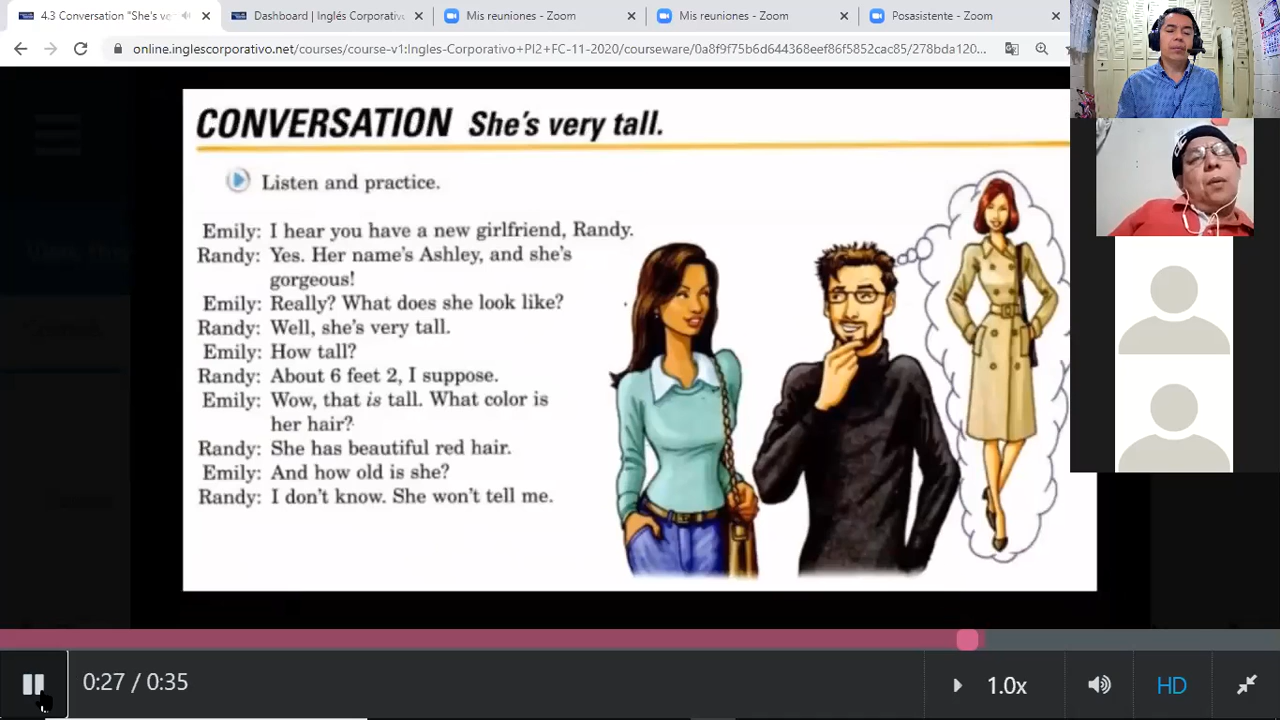 4.3 Conversation "She's ve
Dashboard | Inglés Corporativo
Mis reuniones - Zoom
Mis reuniones - Zoom
Posasistente - Zoom
online.inglescorporativo.net/courses/course-v1:Ingles-Corporativo+PI2+FC-11-2020/courseware/0a8f9f75b6d644368eef86f5852cac85/278bda120...
CONVERSATION She's very tall.
Listen and practice.
Emily: I hear you have a new girlfriend, Randy.
Randy: Yes. Her name's Ashley, and she's
gorgeous!
Emily: Really? What does she look like?
Randy: Well, she's very tall.
Emily: How tall?
Randy: About 6 feet 2, I suppose.
Emily: Wow, that is tall. What color is
her hair?
Randy: She has beautiful red hair.
Emily: And how old is she?
Randy: I don't know. She won't tell me.
0:27 / 0:35
1.0x
HD